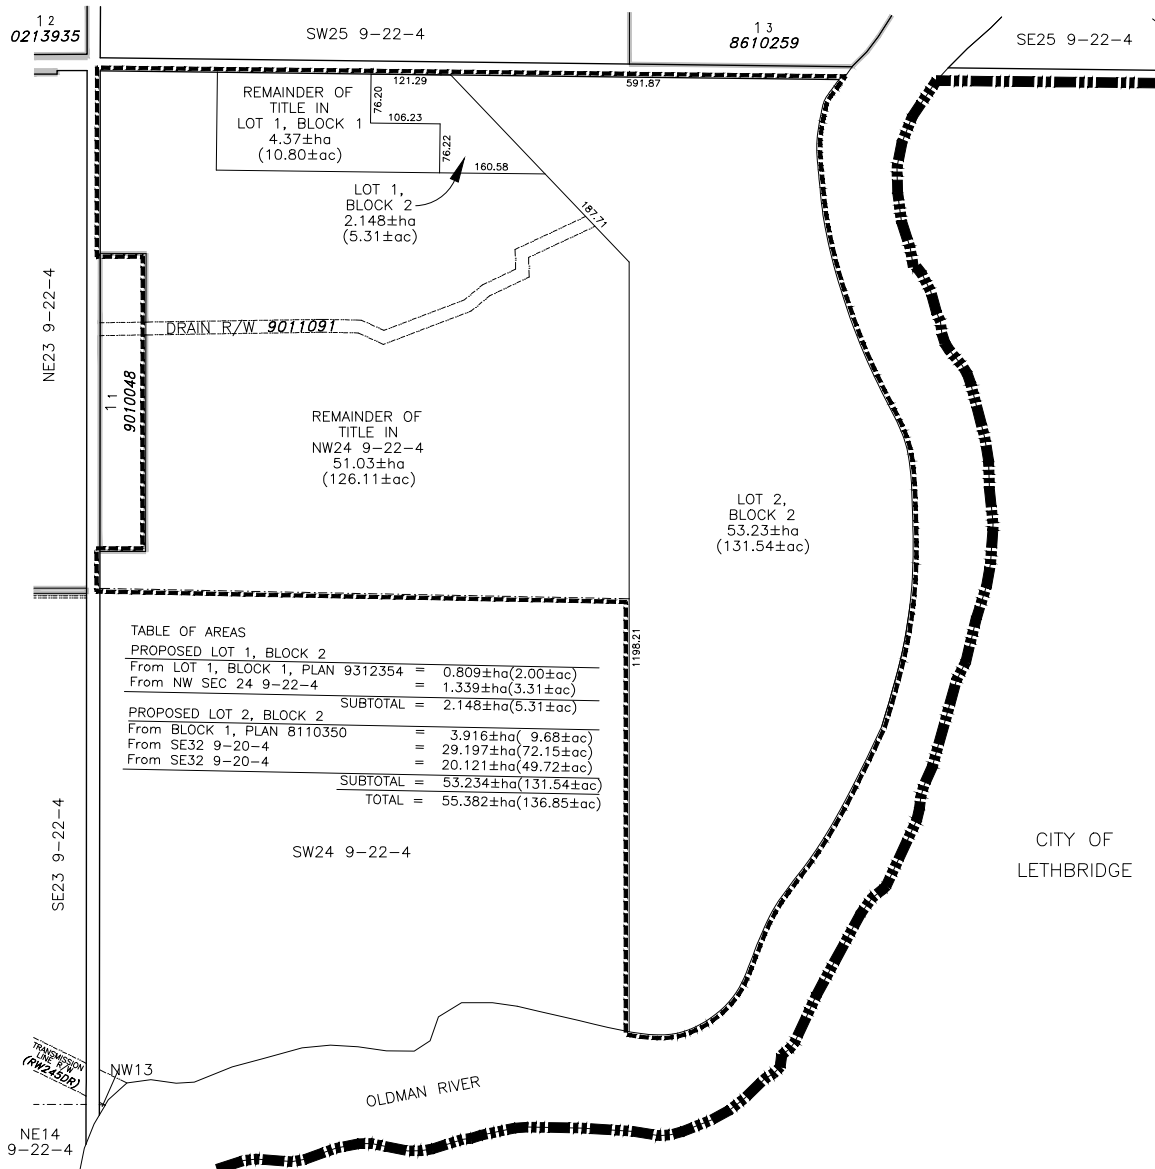 12
0213935
SW25 9-22-4
13
8610259
SE25 9-22-4
121.29
591.87
REMAINDER OF
TITLE IN
LOT 1, BLOCK 1
4.37±ha
(10.80±ac)
76.20
106.23
76.22
160.58
LOT 1,
BLOCK 2
2.148±ha
(5.31±ac)
187.71
NE23 9-22-4
DRAIN R/W 9011091
11
9010048
REMAINDER OF
TITLE IN
NW24 9-22-4
51.03±ha
(126.11±ac)
LOT 2,
BLOCK 2
53.23±ha
(131.54±ac)
1198.21
TABLE OF AREAS
PROPOSED LOT 1, BLOCK 2
From LOT 1, BLOCK 1, PLAN 9312354 = 0.809±ha(2.00±ac)
From NW SEC 24 9-22-4 = 1.339±ha(3.31±ac)
SUBTOTAL = 2.148±ha(5.31±ac)
PROPOSED LOT 2, BLOCK 2
From BLOCK 1, PLAN 8110350 = 3.916±ha( 9.68±ac)
From SE32 9-20-4 = 29.197±ha(72.15±ac)
From SE32 9-20-4 = 20.121±ha(49.72±ac)
SUBTOTAL = 53.234±ha(131.54±ac)
TOTAL = 55.382±ha(136.85±ac)
SE23 9-22-4
SW24 9-22-4
CITY OF
LETHBRIDGE
TRANSMISSION
LINE R/W
(RW245DR)
NW13
OLDMAN RIVER
NE14
9-22-4